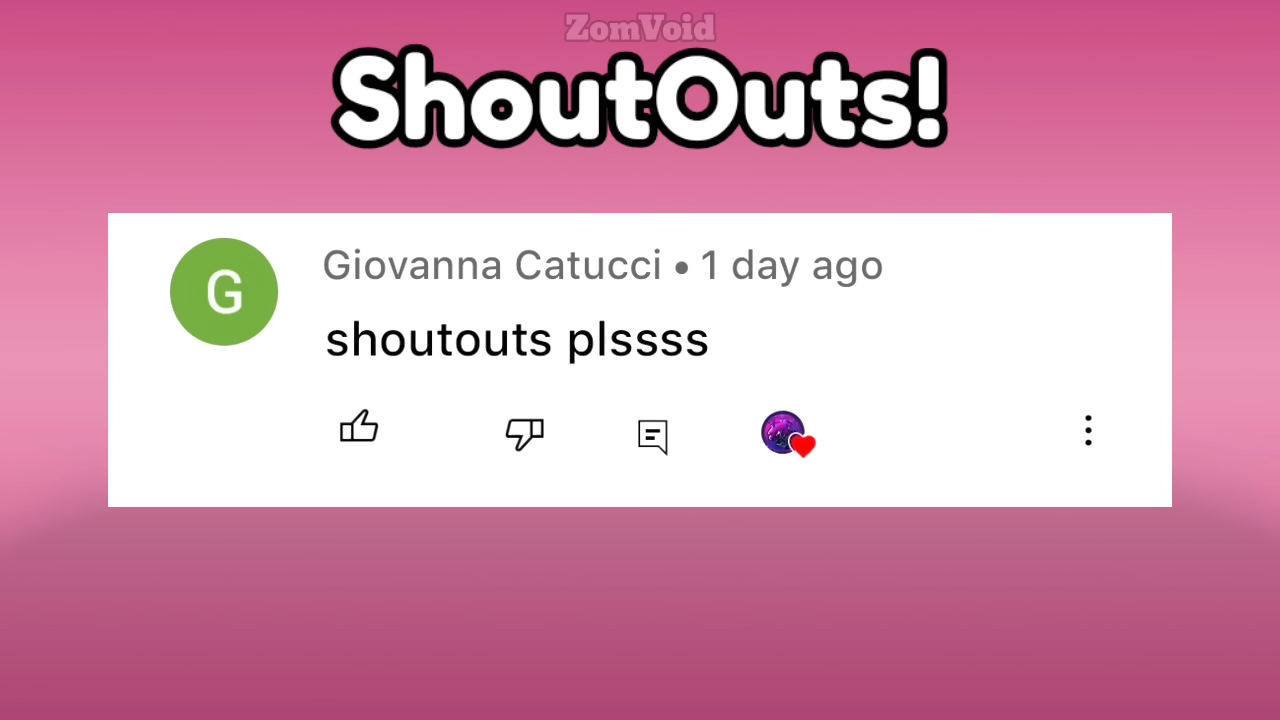 ZomVoid
ShoutOuts!
G
Giovanna Catucci • 1 day ago
shoutouts plssss